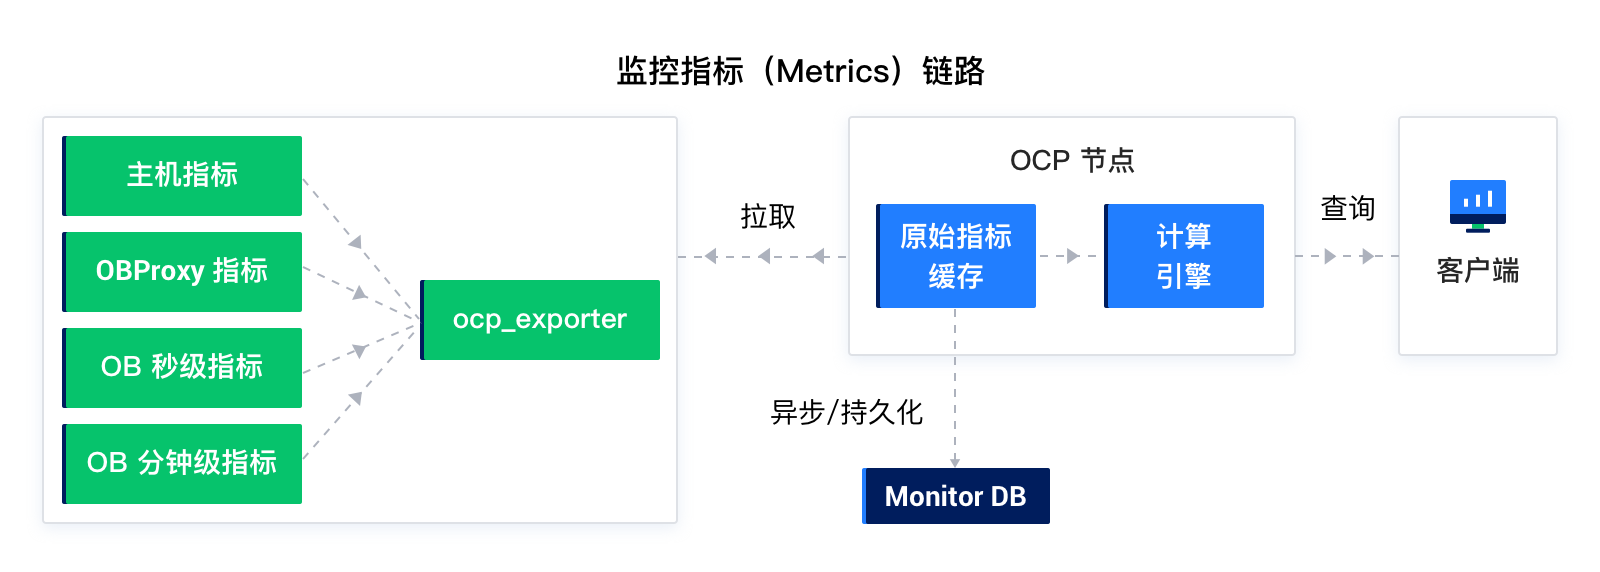 监控指标（Metrics）链路
主机指标
OBProxy 指标
OB 秒级指标
OB 分钟级指标
ocp_exporter
拉取
OCP 节点
原始指标
缓存
计算
引擎
查询
客户端
异步/持久化
Monitor DB